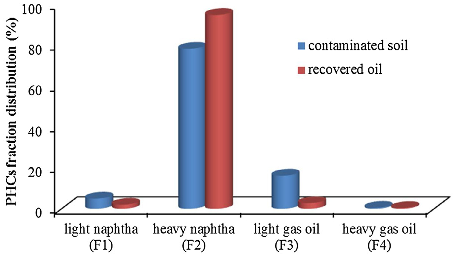 PHCs fraction distribution (%)
100
80
60
40
20
0
contaminated soil
recovered oil
light naphtha
(F1)
heavy naphtha
(F2)
light gas oil
(F3)
heavy gas oil
(F4)